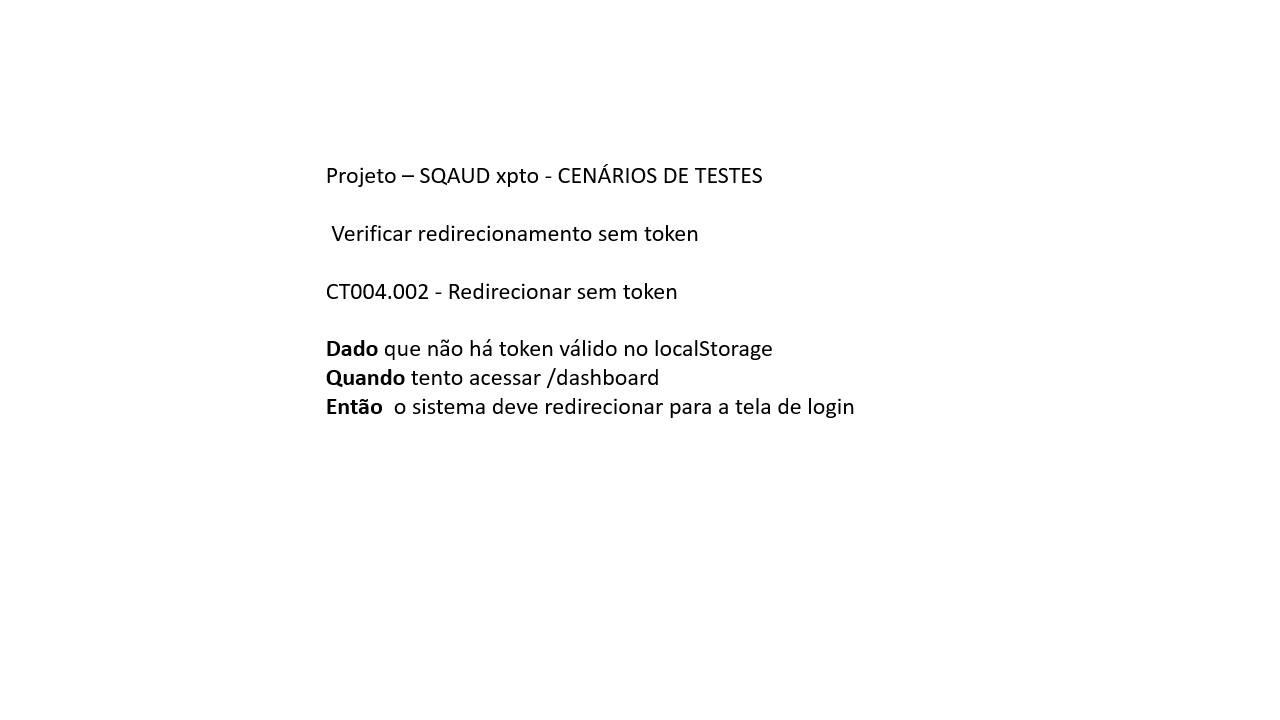 Projeto – SQAUD xpto - CENÁRIOS DE TESTES
Verificar redirecionamento sem token
CT004.002 - Redirecionar sem token
Dado que não há token válido no localStorage
Quando tento acessar /dashboard
Então  o sistema deve redirecionar para a tela de login